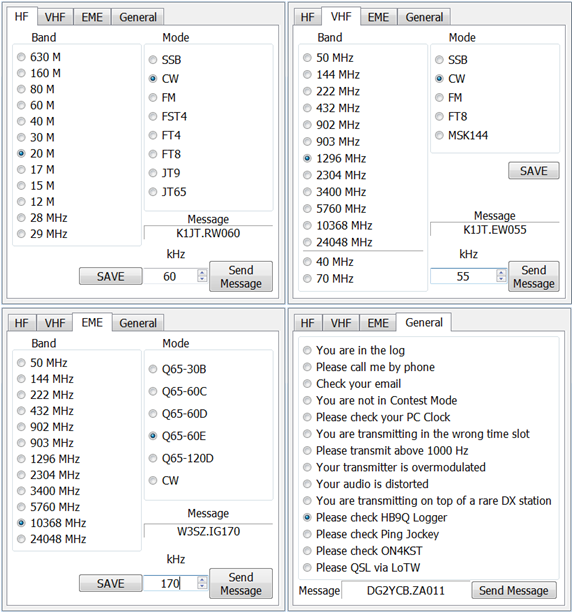 HF VHF EME General
Band
630 M
160 M
80 M
60 M
40 M
30 M
20 M
17 M
15 M
12 M
28 MHz
29 MHz
Mode
SSB
CW
FM
FST4
FT4
FT8
JT9
JT65
Message
K1JT.RW060
kHz
SAVE 60 Send Message
HF VHF EME General
Band
50 MHz
144 MHz
222 MHz
432 MHz
902 MHz
903 MHz
1296 MHz
2304 MHz
3400 MHz
5760 MHz
10368 MHz
24048 MHz
40 MHz
70 MHz
Mode
SSB
CW
FM
FT8
MSK144
SAVE
Message
K1JT.EW055
kHz
55 Send Message
HF VHF EME General
Band
50 MHz
144 MHz
222 MHz
432 MHz
902 MHz
903 MHz
1296 MHz
2304 MHz
3400 MHz
5760 MHz
10368 MHz
24048 MHz
Mode
Q65-30B
Q65-60C
Q65-60D
Q65-60E
Q65-120D
CW
Message
W3SZ.IG170
kHz
SAVE 170 Send Message
HF VHF EME General
You are in the log
Please call me by phone
Check your email
You are not in Contest Mode
Please check your PC Clock
You are transmitting in the wrong time slot
Please transmit above 1000 Hz
Your transmitter is overmodulated
Your audio is distorted
You are transmitting on top of a rare DX station
Please check HB9Q Logger
Please check Ping Jockey
Please check ON4KST
Please QSL via LoTW
Message DG2YCB.ZA011 Send Message